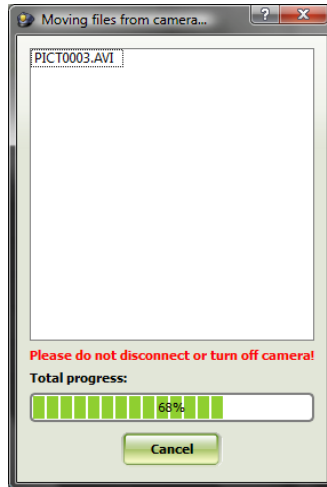 Moving files from camera...
? X
PICT0003.AVI
Please do not disconnect or turn off camera!
Total progress:
68%
Cancel